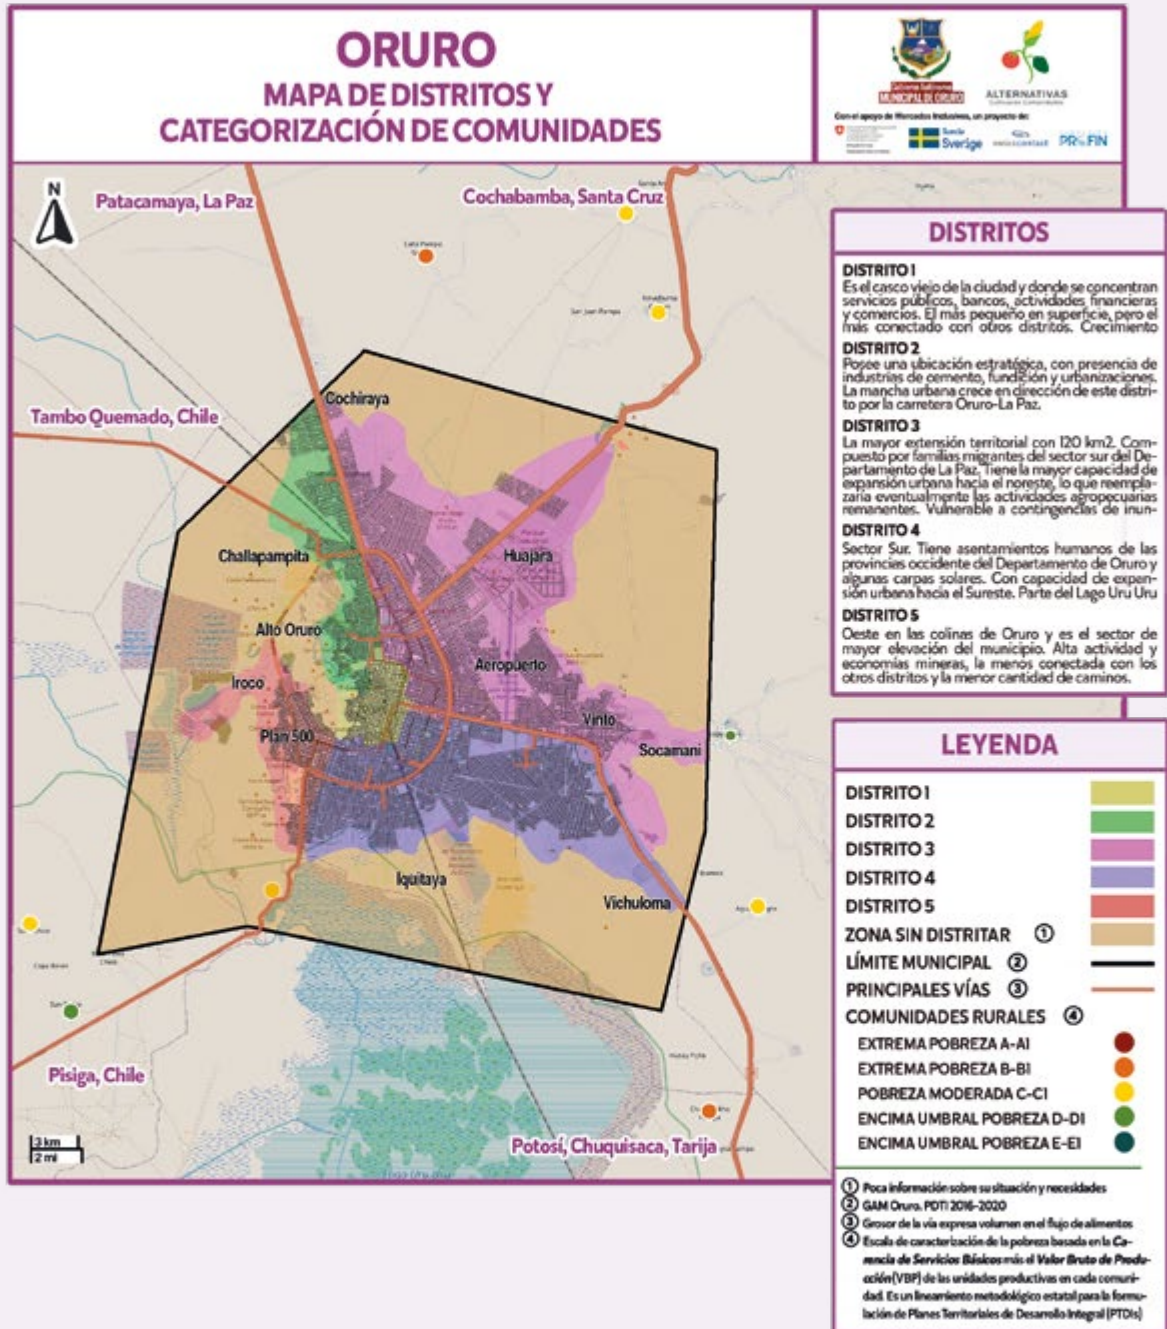 ORURO
MAPA DE DISTRITOS Y
CATEGORIZACIÓN DE COMUNIDADES
MUNICIPAL DE ORURO
ALTERNATIVAS
Con el apoyo de Mercados Inclusivos, un proyecto de:
Suecia
Sverige
PROFIN
N
Patacamaya, La Paz
Cochabamba, Santa Cruz
San Juan Pampa
Cochiraya
Tambo Quemado, Chile
Challapampita
Huajara
Alto Oruro
Aeropuerto
Iroco
Vinto
Plan 500
Socamani
Iquitaya
Vichuloma
Pisiga, Chile
Potosí, Chuquisaca, Tarija
3 km
2 mi
DISTRITOS
DISTRITO 1
Es el casco viejo de la ciudad y donde se concentran
servicios públicos, bancos, actividades financieras
y comercios. El más pequeño en superficie, pero el
más conectado con otros distritos. Crecimiento
DISTRITO 2
Posee una ubicación estratégica, con presencia de
industrias de cemento, fundición y urbanizaciones.
La mancha urbana crece en dirección de este distri-
to por la carretera Oruro-La Paz.
DISTRITO 3
La mayor extensión territorial con 120 km2. Com-
puesto por familias migrantes del sector sur del De-
partamento de La Paz. Tiene la mayor capacidad de
expansión urbana hacia el noreste, lo que reempla-
zaría eventualmente las actividades agropecuarias
remanentes. Vulnerable a contingencias de inun-
DISTRITO 4
Sector Sur. Tiene asentamientos humanos de las
provincias occidente del Departamento de Oruro y
algunas carpas solares. Con capacidad de expan-
sión urbana hacia el Sureste. Parte del Lago Uru Uru
DISTRITO 5
Oeste en las colinas de Oruro y es el sector de
mayor elevación del municipio. Alta actividad y
economías mineras, la menos conectada con los
otros distritos y la menor cantidad de caminos.
LEYENDA
DISTRITO 1
DISTRITO 2
DISTRITO 3
DISTRITO 4
DISTRITO 5
ZONA SIN DISTRITAR ①
LÍMITE MUNICIPAL ②
PRINCIPALES VÍAS ③
COMUNIDADES RURALES ④
EXTREMA POBREZA A-A1
EXTREMA POBREZA B-B1
POBREZA MODERADA C-C1
ENCIMA UMBRAL POBREZA D-D1
ENCIMA UMBRAL POBREZA E-E1
① Poca información sobre su situación y necesidades
② GAM Oruro. PDTI 2016-2020
③ Grosor de la vía expresa volumen en el flujo de alimentos
④ Escala de caracterización de la pobreza basada en la Ca-
rencia de Servicios Básicos más el Valor Bruto de Produ-
cción (VBP) de las unidades productivas en cada comuni-
dad. Es un lineamiento metodológico estatal para la formu-
lación de Planes Territoriales de Desarrollo Integral (PTDIs)